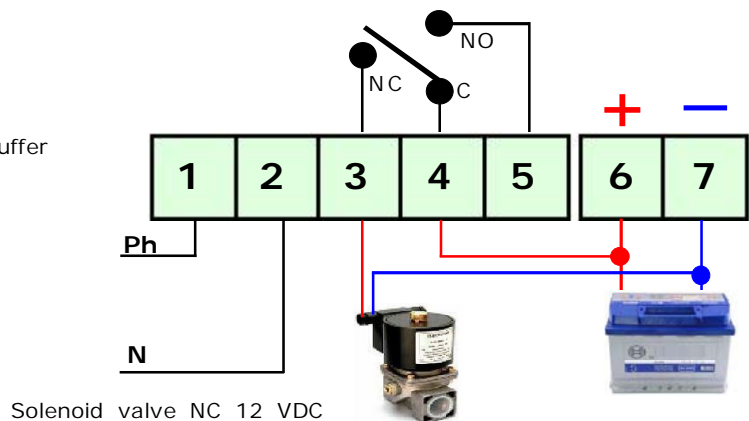 NO
NC
C
+ −
uffer
1 2 3 4 5 6 7
Ph
N
Solenoid valve NC 12 VDC